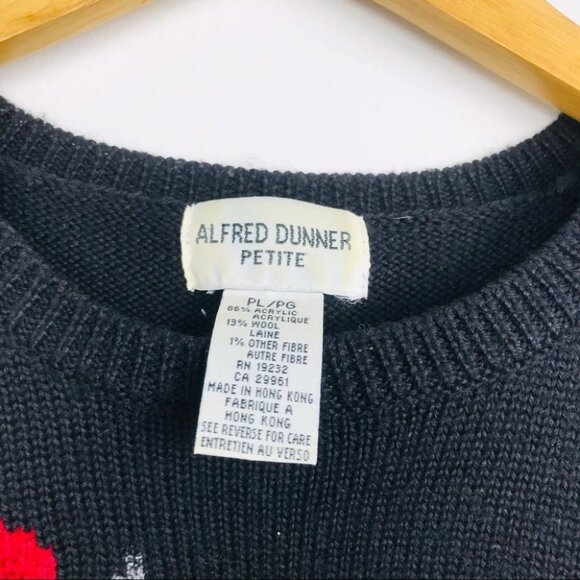 ALFRED DUNNER
PETITE
PL/PG
86% ACRYLIC
ACRYLIQUE
13% WOOL
LAINE
1% OTHER FIBRE
AUTRE FIBRE
RN 19232
CA 29961
MADE IN HONG KONG
FABRIQUE A
HONG KONG
SEE REVERSE FOR CARE
ENTRETIEN AU VERSO